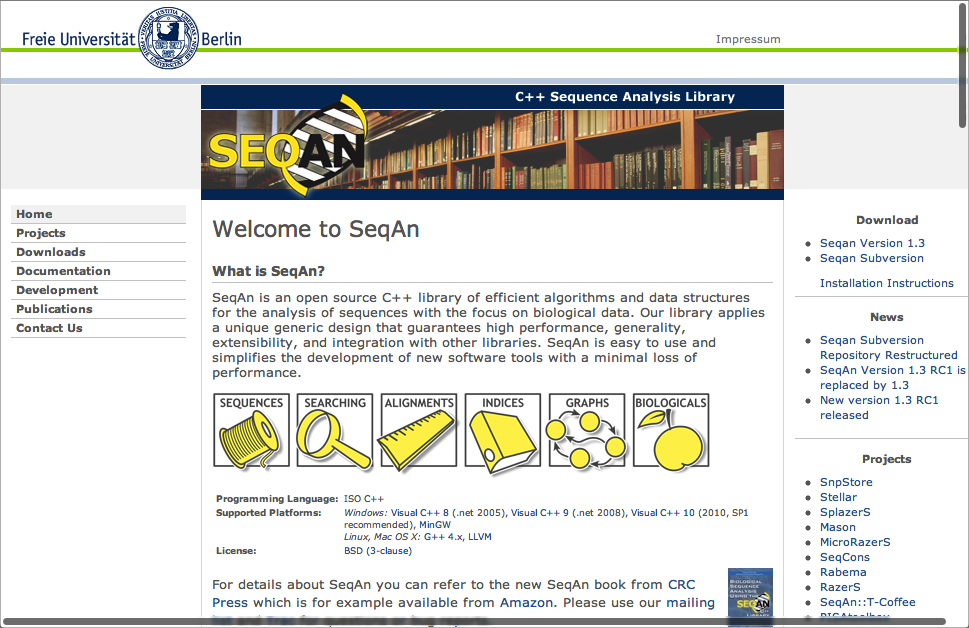 Freie Universität Berlin
Impressum
C++ Sequence Analysis Library
SEQAN
Home
Projects
Downloads
Documentation
Development
Publications
Contact Us
Welcome to SeqAn
What is SeqAn?
SeqAn is an open source C++ library of efficient algorithms and data structures
for the analysis of sequences with the focus on biological data. Our library applies
a unique generic design that guarantees high performance, generality,
extensibility, and integration with other libraries. SeqAn is easy to use and
simplifies the development of new software tools with a minimal loss of
performance.
SEQUENCES SEARCHING ALIGNMENTS INDICES GRAPHS BIOLOGICALS
Programming Language: ISO C++
Supported Platforms: Windows: Visual C++ 8 (.net 2005), Visual C++ 9 (.net 2008), Visual C++ 10 (2010, SP1
recommended), MinGW
Linux, Mac OS X: G++ 4.x, LLVM
License: BSD (3-clause)
For details about SeqAn you can refer to the new SeqAn book from CRC
Press which is for example available from Amazon. Please use our mailing
list and Trac for questions or bug reports.
BIOLOGICAL
SEQUENCE
ANALYSIS
SEQAN
Download
Seqan Version 1.3
Seqan Subversion
Installation Instructions
News
Seqan Subversion
Repository Restructured
SeqAn Version 1.3 RC1 is
replaced by 1.3
New version 1.3 RC1
released
Projects
SnpStore
Stellar
SplazerS
Mason
MicroRazerS
SeqCons
Rabema
RazerS
SeqAn::T-Coffee